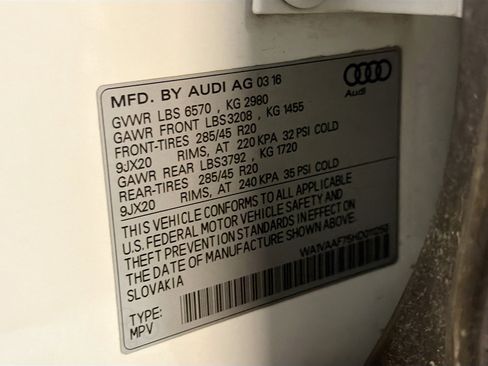 MFD. BY AUDI AG 03 16
GVWR LBS 6570 , KG 2980
GAWR FRONT LBS3208 , KG 1455
FRONT-TIRES 285/45 R20
9JX20 RIMS, AT 220 KPA 32 PSI COLD
GAWR REAR LBS3792 , KG 1720
REAR-TIRES 285/45 R20
9JX20 RIMS, AT 240 KPA 35 PSI COLD
THIS VEHICLE CONFORMS TO ALL APPLICABLE
U.S. FEDERAL MOTOR VEHICLE SAFETY AND
THEFT PREVENTION STANDARDS IN EFFECT ON
THE DATE OF MANUFACTURE SHOWN ABOVE.
SLOVAKIA
WA1VAAF75HD011259
TYPE:
MPV
Audi